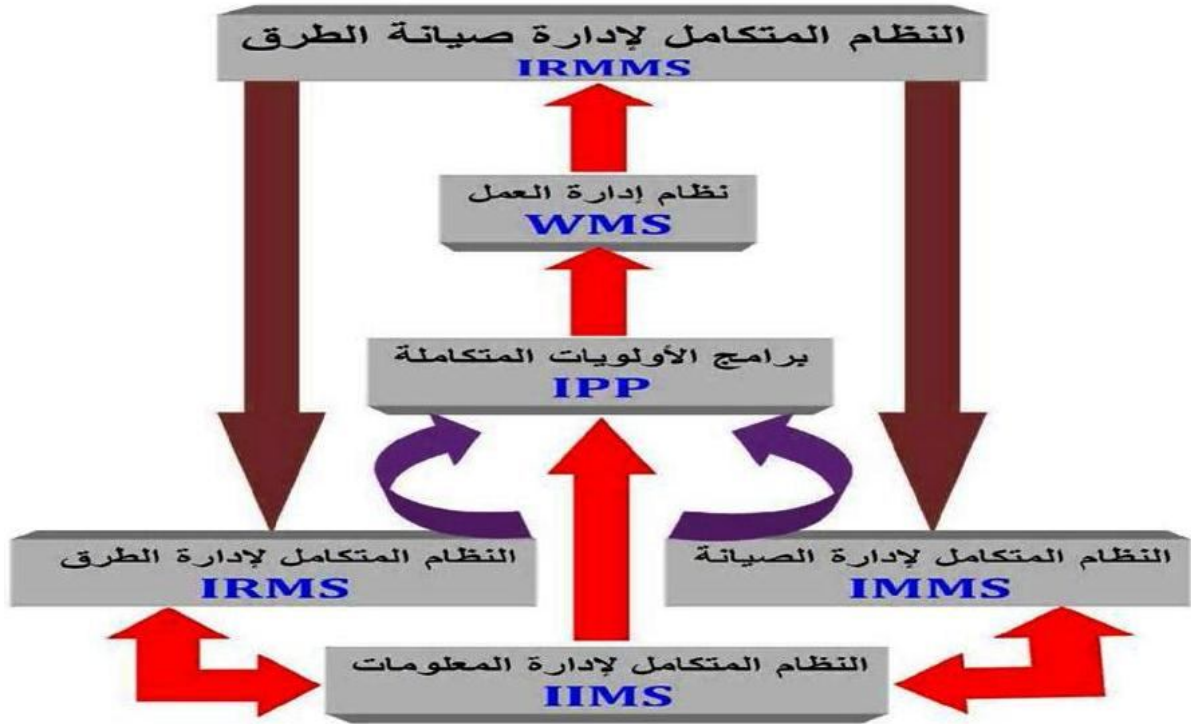 النظام المتكامل لإدارة صيانة الطرق
IRMMS
نظام إدارة العمل
WMS
برامج الأولويات المتكاملة
IPP
النظام المتكامل لإدارة الصيانة
IMMS
النظام المتكامل لإدارة الطرق
IRMS
النظام المتكامل لإدارة المعلومات
IIMS